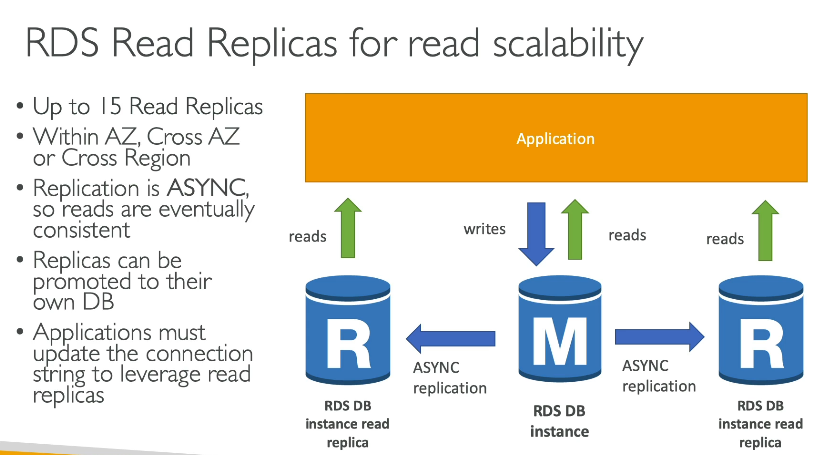 RDS Read Replicas for read scalability
• Up to 15 Read Replicas
• Within AZ, Cross AZ
or Cross Region
• Replication is ASYNC,
so reads are eventually
consistent
• Replicas can be
promoted to their
own DB
• Applications must
update the connection
string to leverage read
replicas
Application
reads
writes
reads
reads
R
M
R
ASYNC
replication
ASYNC
replication
RDS DB
instance read
replica
RDS DB
instance
RDS DB
instance read
replica